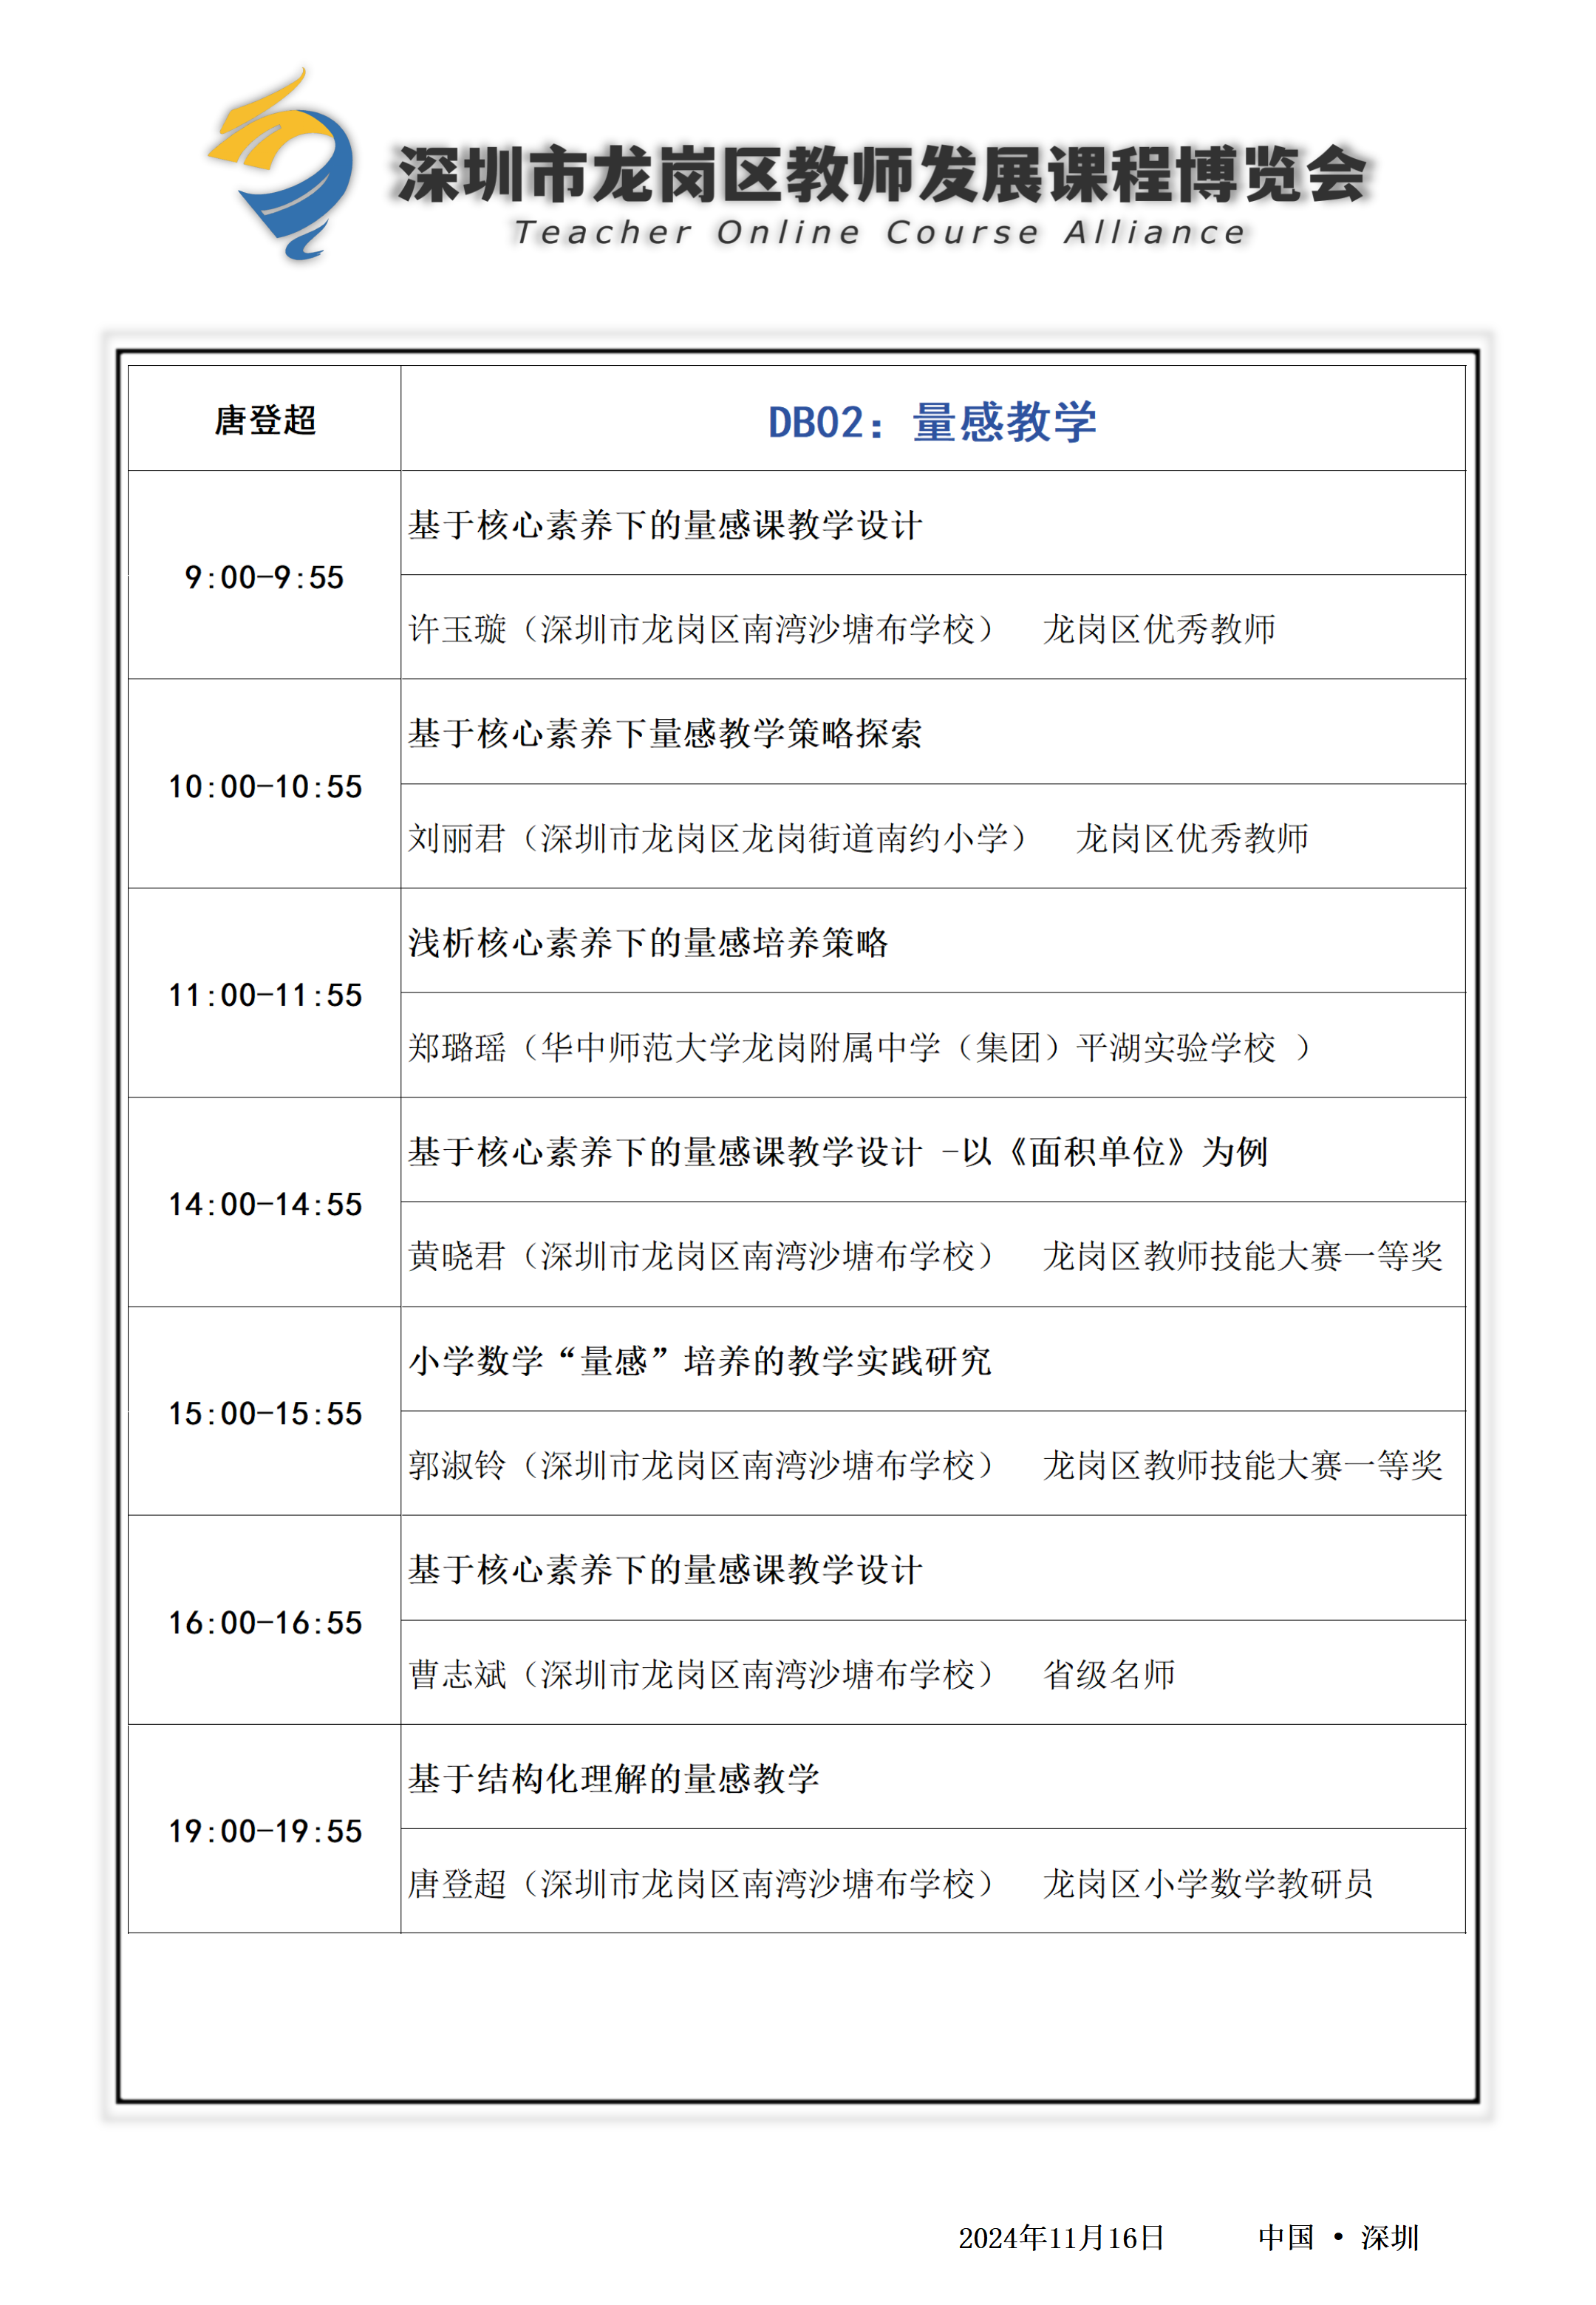 深圳市龙岗区教师发展课程博览会
Teacher Online Course Alliance
唐登超
DB02：量感教学
9:00-9:55
基于核心素养下的量感课教学设计
许玉璇（深圳市龙岗区南湾沙塘布学校） 龙岗区优秀教师
10:00-10:55
基于核心素养下量感教学策略探索
刘丽君（深圳市龙岗区龙岗街道南约小学） 龙岗区优秀教师
11:00-11:55
浅析核心素养下的量感培养策略
郑璐瑶（华中师范大学龙岗附属中学（集团）平湖实验学校 ）
14:00-14:55
基于核心素养下的量感课教学设计 -以《面积单位》为例
黄晓君（深圳市龙岗区南湾沙塘布学校） 龙岗区教师技能大赛一等奖
15:00-15:55
小学数学“量感”培养的教学实践研究
郭淑铃（深圳市龙岗区南湾沙塘布学校） 龙岗区教师技能大赛一等奖
16:00-16:55
基于核心素养下的量感课教学设计
曹志斌（深圳市龙岗区南湾沙塘布学校） 省级名师
19:00-19:55
基于结构化理解的量感教学
唐登超（深圳市龙岗区南湾沙塘布学校） 龙岗区小学数学教研员
2024年11月16日 中国 • 深圳